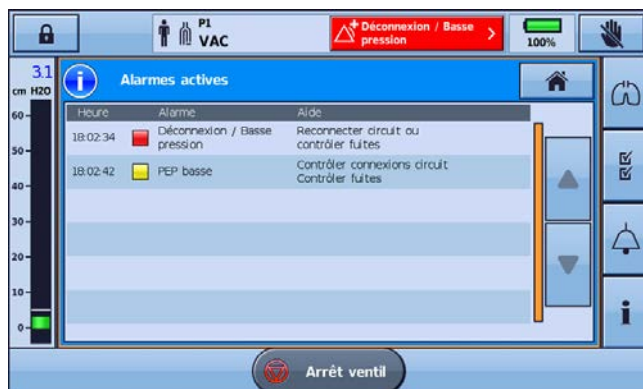 P1
VAC
Déconnexion / Basse
pression
100%
3.1
cm H2O
Alarmes actives
Heure Alarme Aide
18:02:34 Déconnexion / Basse pression Reconnecter circuit ou contrôler fuites
18:02:42 PEP basse Contrôler connexions circuit Contrôler fuites
60
50
40
30
20
10
0
Arrêt ventil